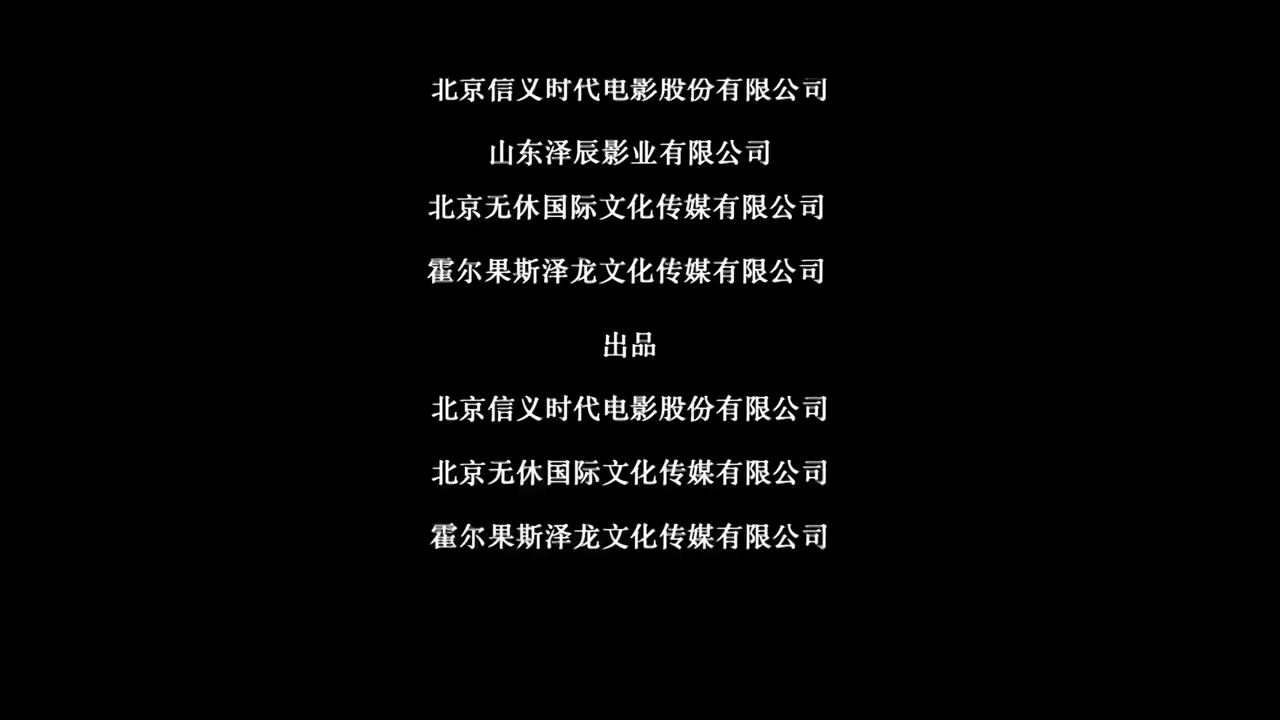 北京信义时代电影股份有限公司
山东泽辰影业有限公司
北京无休国际文化传媒有限公司
霍尔果斯泽龙文化传媒有限公司
出品
北京信义时代电影股份有限公司
北京无休国际文化传媒有限公司
霍尔果斯泽龙文化传媒有限公司